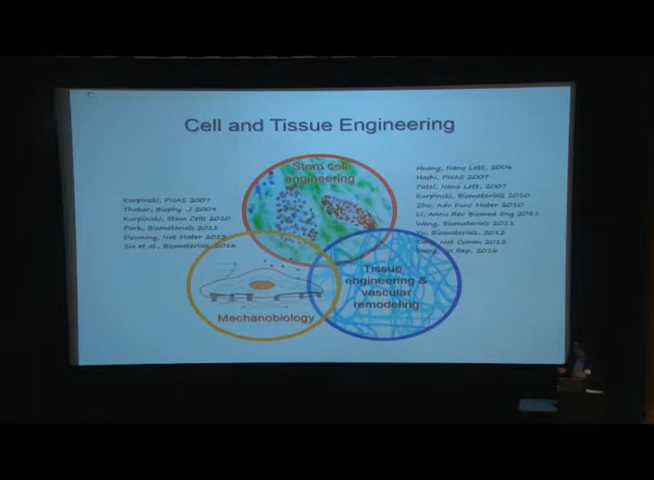 Cell and Tissue Engineering
Stem cell
engineering
Kurpinski, PNAS 2007
Thakar, Biophy J 2009
Kurpinski, Stem Cells 2010
Park, Biomaterials 2011
Downing, Nat Mater 2013
Sia et al., Biomaterials, 2016
Huang, Nano Lett, 2006
Hashi, PNAS 2007
Patel, Nano Lett, 2007
Kurpinski, Biomaterials 2010
Zhu, Adv Func Mater 2010
Li, Annu Rev Biomed Eng 2011
Wang, Biomaterials 2011
Yu, Biomaterials, 2012
Tang, Nat Comm 2012
Rep, 2016
Tissue
engineering &
vascular
remodeling
Mechanobiology